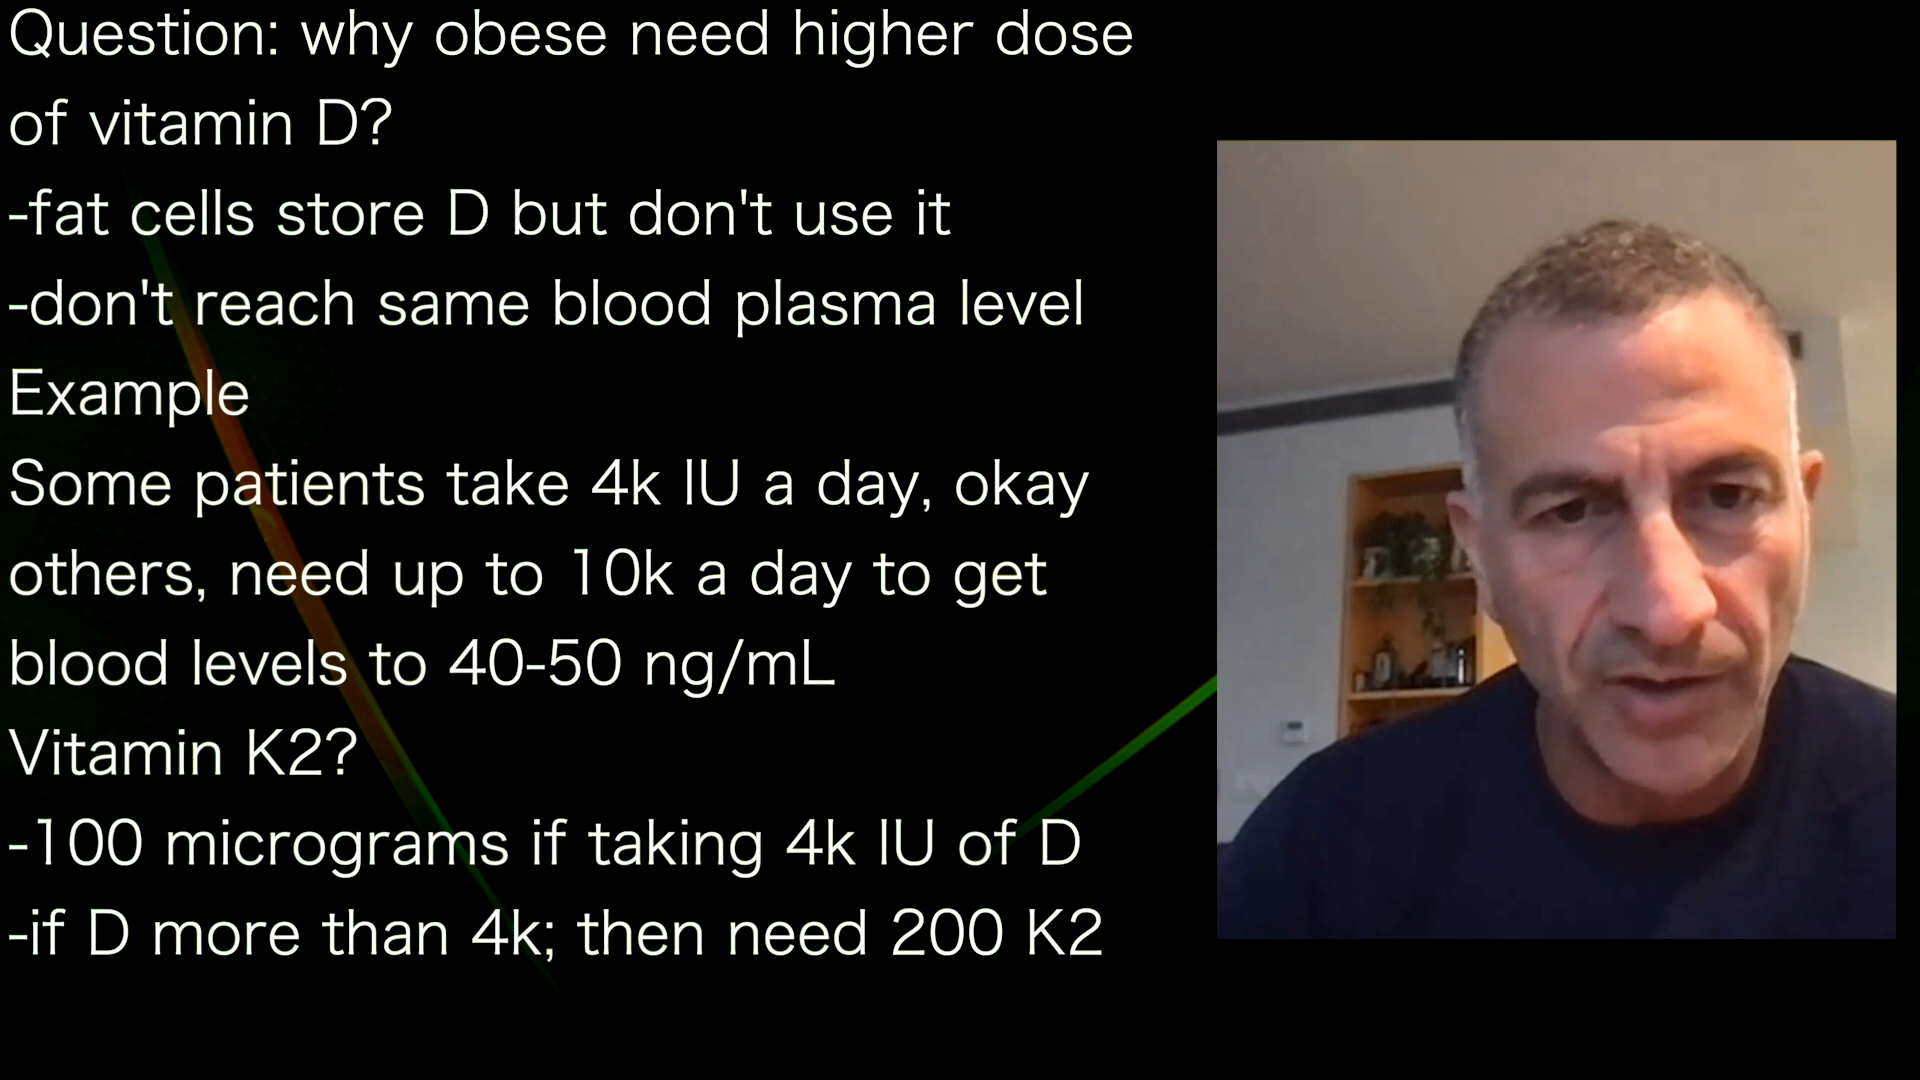 Question: why obese need higher dose
of vitamin D?
-fat cells store D but don't use it
-don't reach same blood plasma level
Example
Some patients take 4k IU a day, okay
others, need up to 10k a day to get
blood levels to 40-50 ng/mL
Vitamin K2?
-100 micrograms if taking 4k IU of D
-if D more than 4k; then need 200 K2